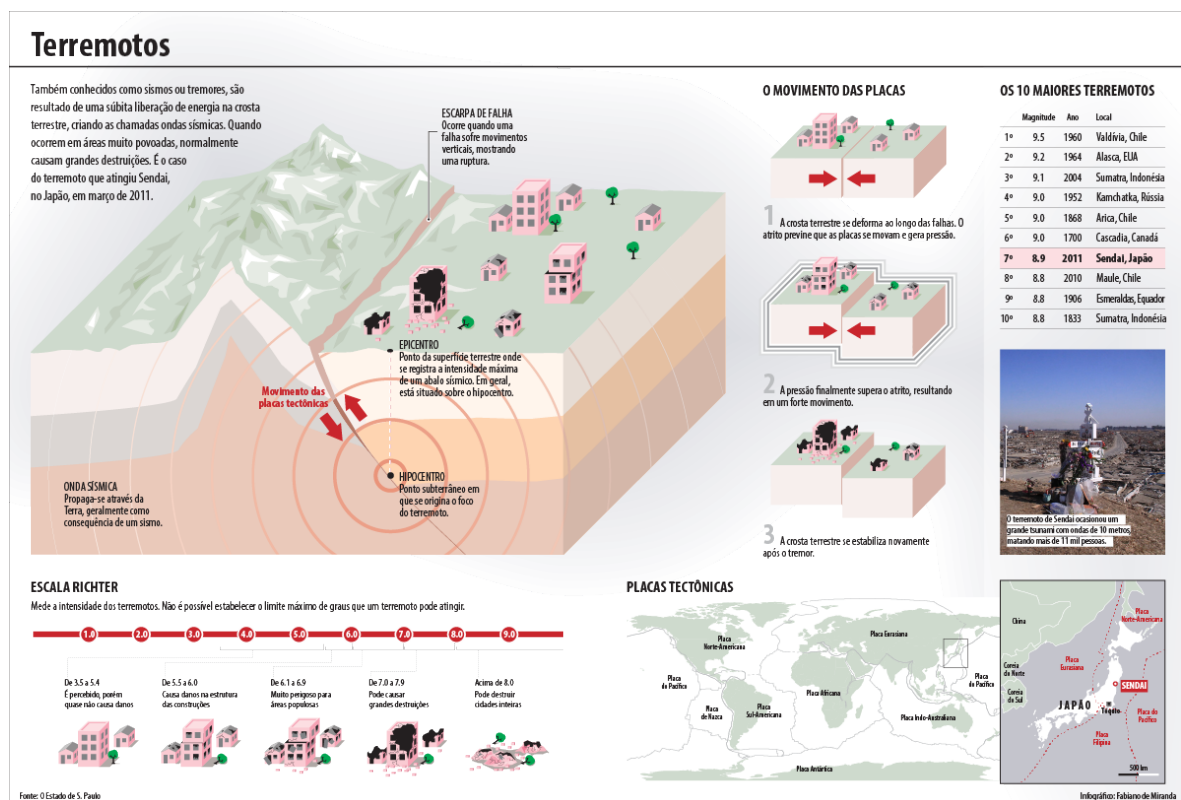 Terremotos
Também conhecidos como sismos ou tremores, são
resultado de uma súbita liberação de energia na crosta
terrestre, criando as chamadas ondas sísmicas. Quando
ocorrem em áreas muito povoadas, normalmente
causam grandes destruições. É o caso
do terremoto que atingiu Sendai,
no Japão, em março de 2011.
ESCARPA DE FALHA
Ocorre quando uma
falha sofre movimentos
verticais, mostrando
uma ruptura.
EPICENTRO
Ponto da superfície terrestre onde
se registra a intensidade máxima
de um abalo sísmico. Em geral,
está situado sobre o hipocentro.
Movimento das
placas tectônicas
HIPOCENTRO
Ponto subterrâneo em
que se origina o foco
do terremoto.
ONDA SÍSMICA
Propaga-se através da
Terra, geralmente como
consequência de um sismo.
O MOVIMENTO DAS PLACAS
1 A crosta terrestre se deforma ao longo das falhas. O
atrito previne que as placas se movam e gera pressão.
2 A pressão finalmente supera o atrito, resultando
em um forte movimento.
3 A crosta terrestre se estabiliza novamente
após o tremor.
OS 10 MAIORES TERREMOTOS
Magnitude Ano Local
1º 9.5 1960 Valdívia, Chile
2º 9.2 1964 Alasca, EUA
3º 9.1 2004 Sumatra, Indonésia
4º 9.0 1952 Kamchatka, Rússia
5º 9.0 1868 Arica, Chile
6º 9.0 1700 Cascadia, Canadá
7º 8.9 2011 Sendai, Japão
8º 8.8 2010 Maule, Chile
9º 8.8 1906 Esmeraldas, Equador
10º 8.8 1833 Sumatra, Indonésia
O terremoto de Sendai ocasionou um
grande tsunami com ondas de 10 metros,
matando mais de 11 mil pessoas.
ESCALA RICHTER
Mede a intensidade dos terremotos. Não é possível estabelecer o limite máximo de graus que um terremoto pode atingir.
1.0 2.0 3.0 4.0 5.0 6.0 7.0 8.0 9.0
De 3.5 a 5.4
É percebido, porém
quase não causa danos
De 5.5 a 6.0
Causa danos na estrutura
das construções
De 6.1 a 6.9
Muito perigoso para
áreas populosas
De 7.0 a 7.9
Pode causar
grandes destruições
Acima de 8.0
Pode destruir
cidades inteiras
PLACAS TECTÔNICAS
Placa
Norte-Americana
Placa Eurasiana
Placa
do Pacífico
Placa
de Nazca
Placa
Sul-Americana
Placa Africana
Placa Indo-Australiana
Placa
do Pacífico
Placa Antártica
China
Placa
Norte-Americana
Coreia
do Norte
Placa
Eurasiana
Coreia
do Sul
SENDAI
JAPÃO
Tóquio
Placa do
Pacífico
Placa
Filipina
500 km
Fonte: O Estado de S. Paulo
Infográfico: Fabiano de Miranda